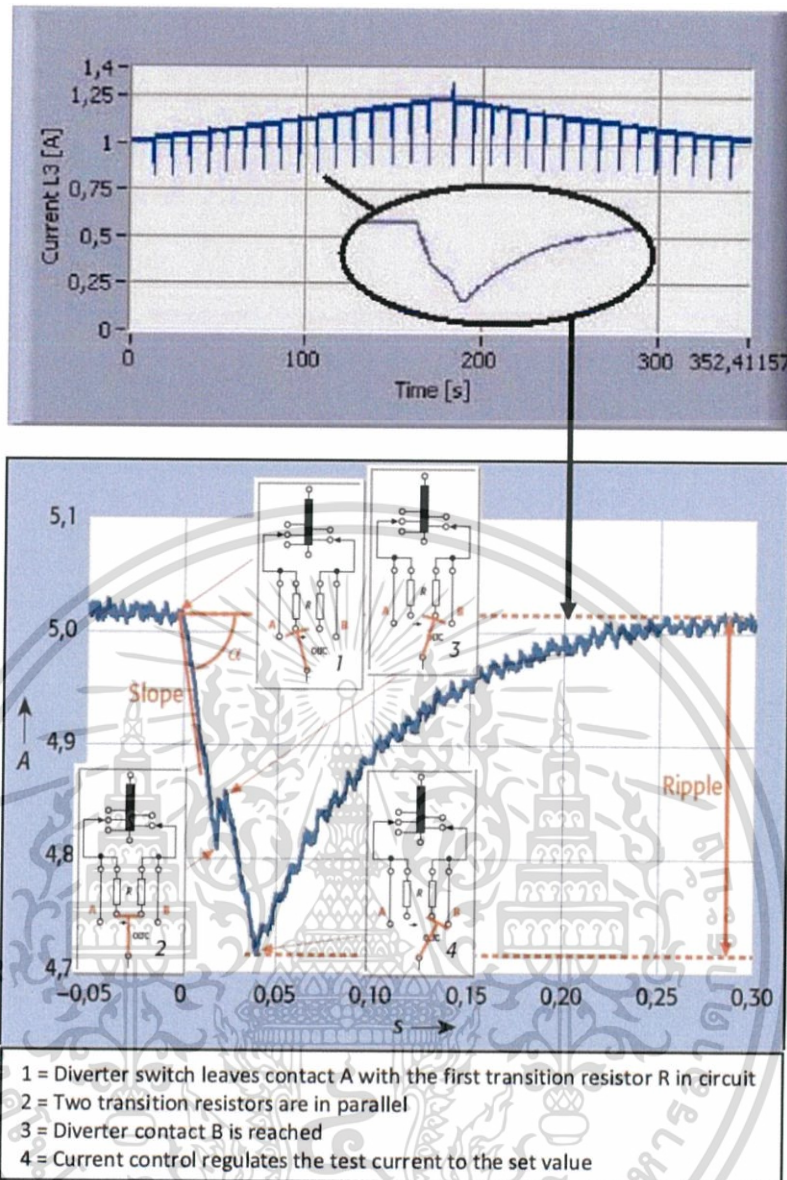 1,4
1,25
1
0,75
0,5
0,25
0
Current L3 [A]
0
100
200
300
352,41157
Time [s]
5,1
5,0
4,9
4,8
4,7
A
Slope
α
A
R
B
OLTC
1
A
R
B
OLTC
3
Ripple
A
R
B
OLTC
2
A
R
B
4
−0,05
0
0,05
0,10
0,15
0,20
0,25
0,30
s
1 = Diverter switch leaves contact A with the first transition resistor R in circuit
2 = Two transition resistors are in parallel
3 = Diverter contact B is reached
4 = Current control regulates the test current to the set value